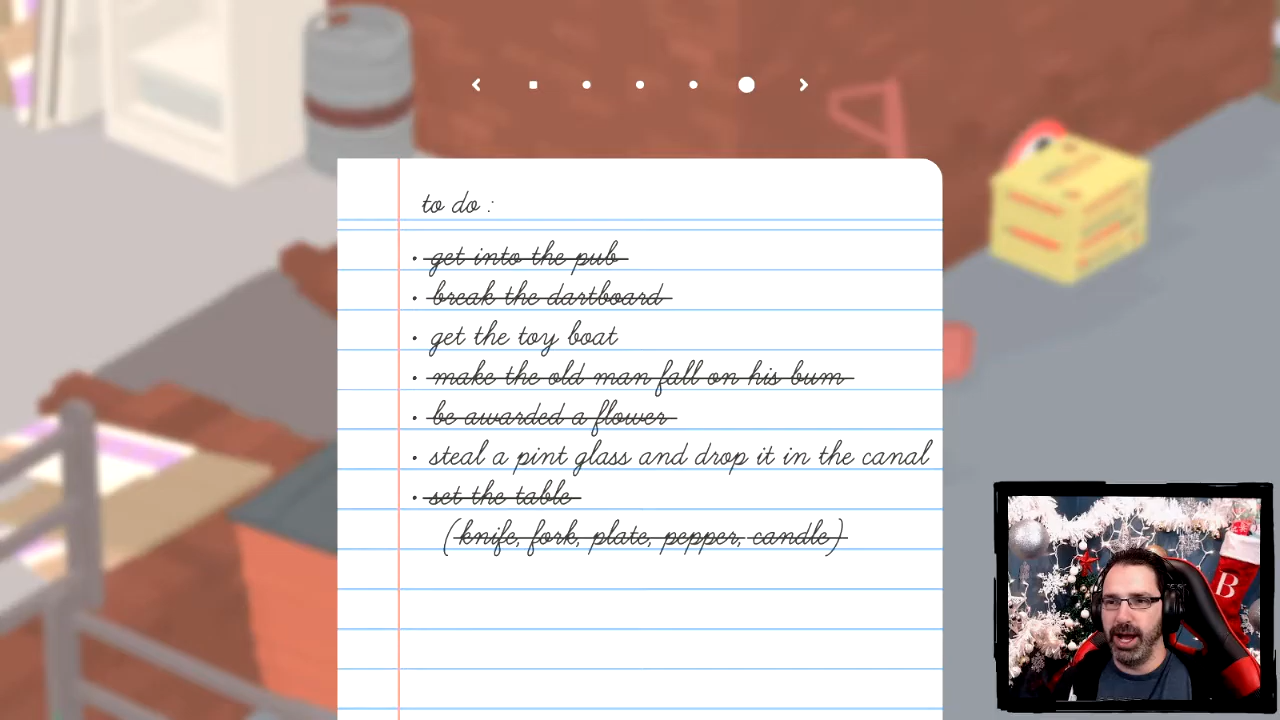 to do :
• get into the pub
• break the dartboard
• get the toy boat
• make the old man fall on his bum
• be awarded a flower
• steal a pint glass and drop it in the canal
• set the table
(knife, fork, plate, pepper, candle)
B